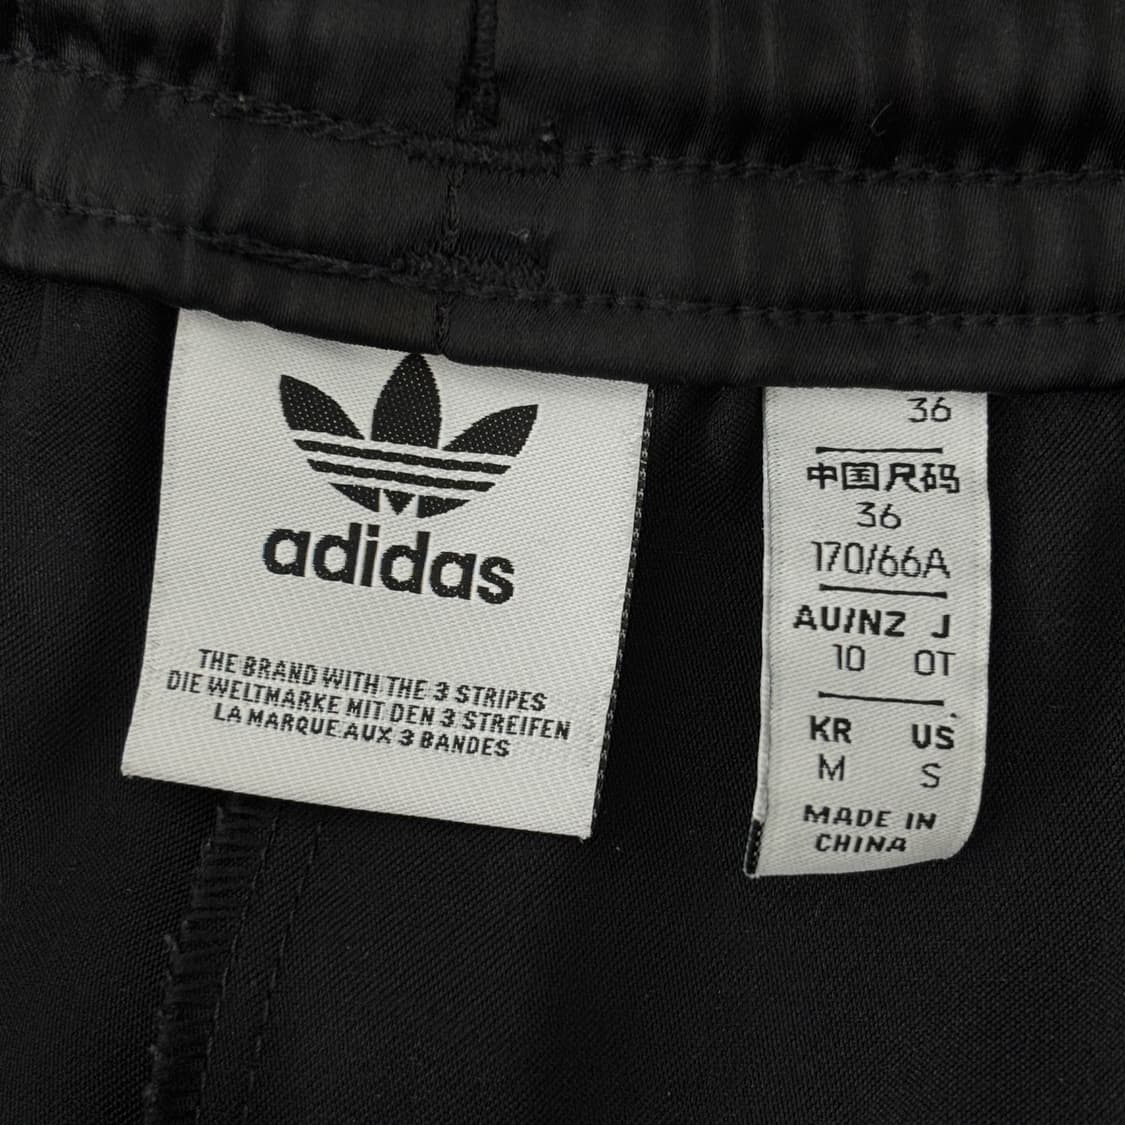 adidas
THE BRAND WITH THE 3 STRIPES
DIE WELTMARKE MIT DEN 3 STREIFEN
LA MARQUE AUX 3 BANDES
36
中国尺码
36
170/66A
AU/NZ J
10 OT
KR US
M S
MADE IN
CHINA